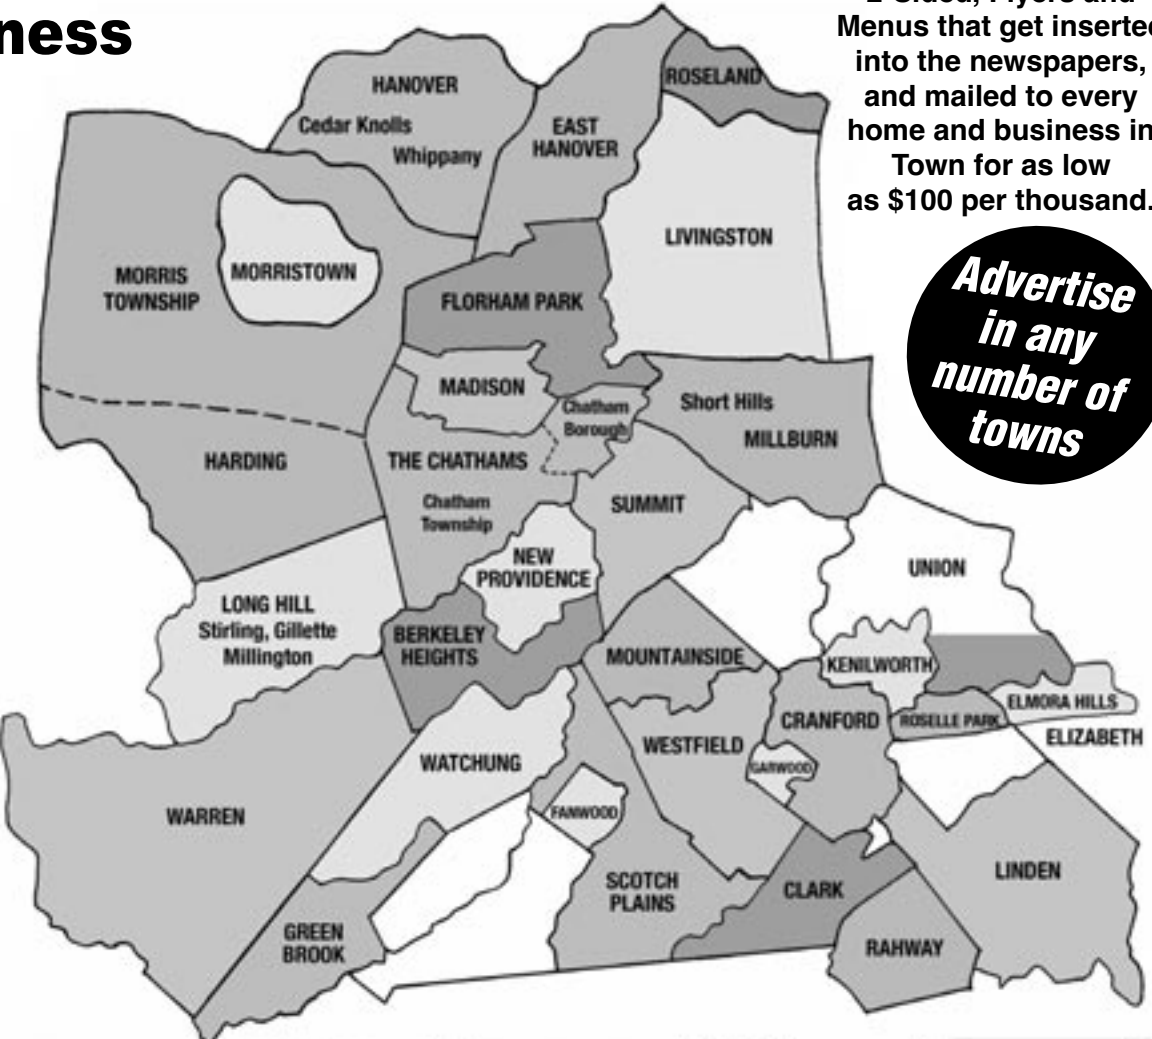 ness
Menus that get inserted
into the newspapers,
and mailed to every
home and business in
Town for as low
as $100 per thousand.
Advertise
in any
number of
towns
HANOVER
Cedar Knolls
Whippany
EAST
HANOVER
ROSELAND
LIVINGSTON
MORRIS
TOWNSHIP
MORRISTOWN
FLORHAM PARK
MADISON
Chatham
Borough
Short Hills
MILLBURN
HARDING
THE CHATHAMS
Chatham
Township
SUMMIT
NEW
PROVIDENCE
UNION
LONG HILL
Stirling, Gillette
Millington
BERKELEY
HEIGHTS
MOUNTAINSIDE
KENILWORTH
ELMORA HILLS
ROSELLE PARK
ELIZABETH
CRANFORD
WESTFIELD
GARWOOD
WATCHUNG
FANWOOD
WARREN
SCOTCH
PLAINS
CLARK
LINDEN
GREEN
BROOK
RAHWAY